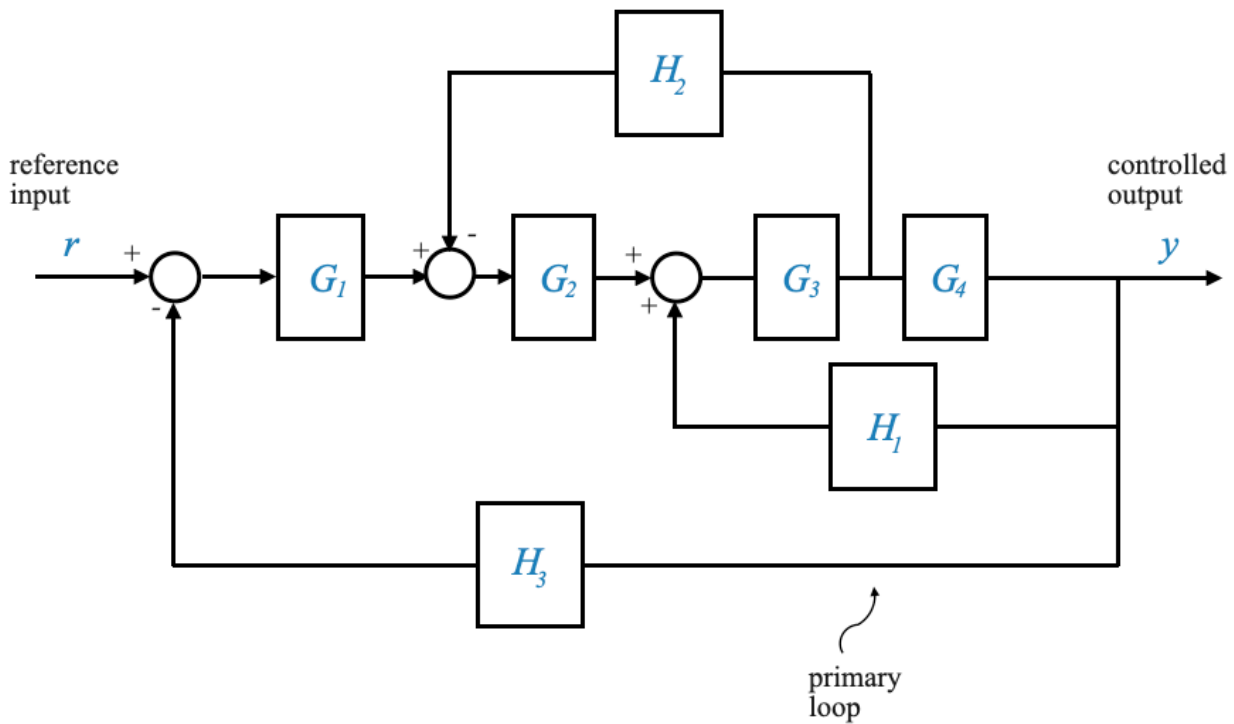 H₂
reference
input
controlled
output
r
+
-
G₁
+
-
G₂
+
+
G₃
G₄
y
H₁
H₃
primary
loop